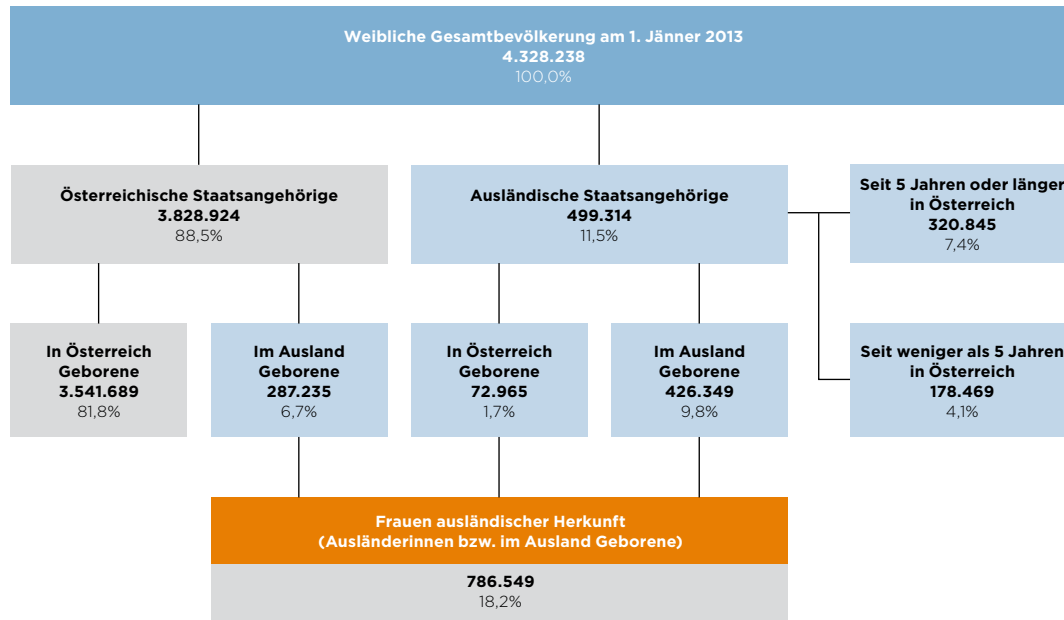 Weibliche Gesamtbevölkerung am 1. Jänner 2013
4.328.238
100,0%
Österreichische Staatsangehörige
3.828.924
88,5%
Ausländische Staatsangehörige
499.314
11,5%
Seit 5 Jahren oder länger
in Österreich
320.845
7,4%
In Österreich
Geborene
3.541.689
81,8%
Im Ausland
Geborene
287.235
6,7%
In Österreich
Geborene
72.965
1,7%
Im Ausland
Geborene
426.349
9,8%
Seit weniger als 5 Jahren
in Österreich
178.469
4,1%
Frauen ausländischer Herkunft
(Ausländerinnen bzw. im Ausland Geborene)
786.549
18,2%